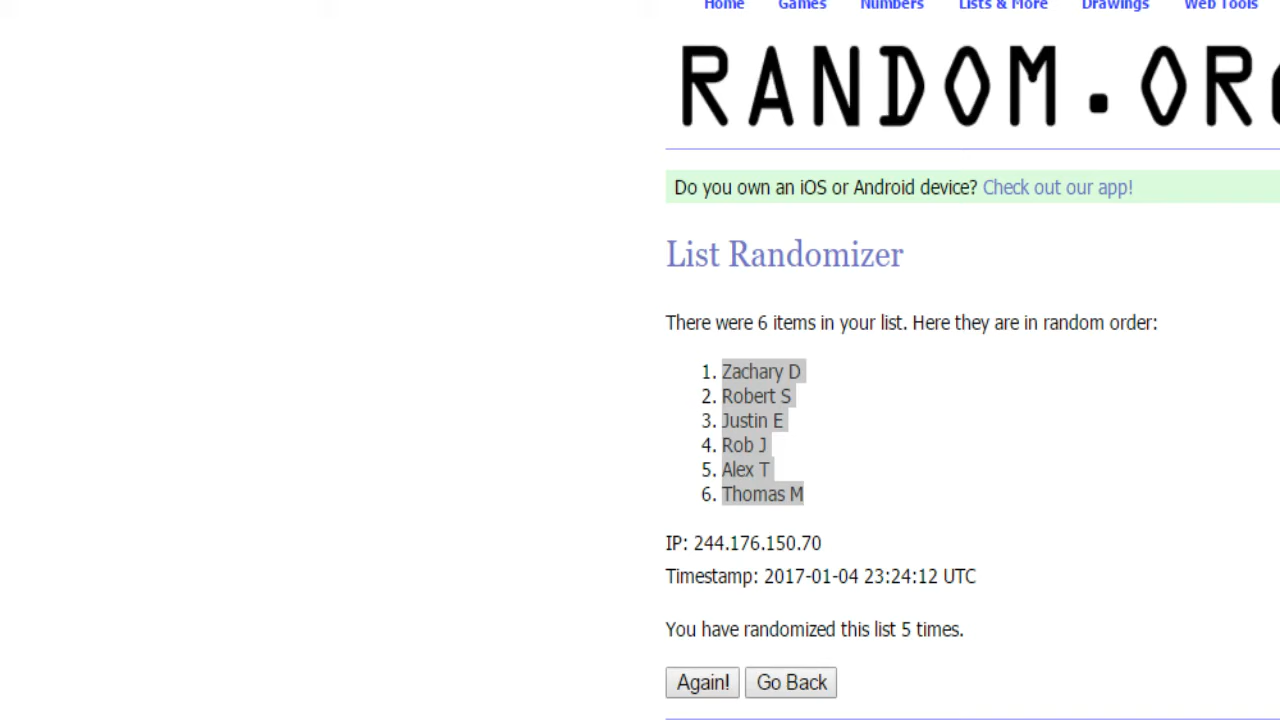 Home Games Numbers Lists & More Drawings Web Tools
RANDOM.ORG
Do you own an iOS or Android device? Check out our app!
List Randomizer
There were 6 items in your list. Here they are in random order:
1. Zachary D
2. Robert S
3. Justin E
4. Rob J
5. Alex T
6. Thomas M
IP: 244.176.150.70
Timestamp: 2017-01-04 23:24:12 UTC
You have randomized this list 5 times.
Again! Go Back